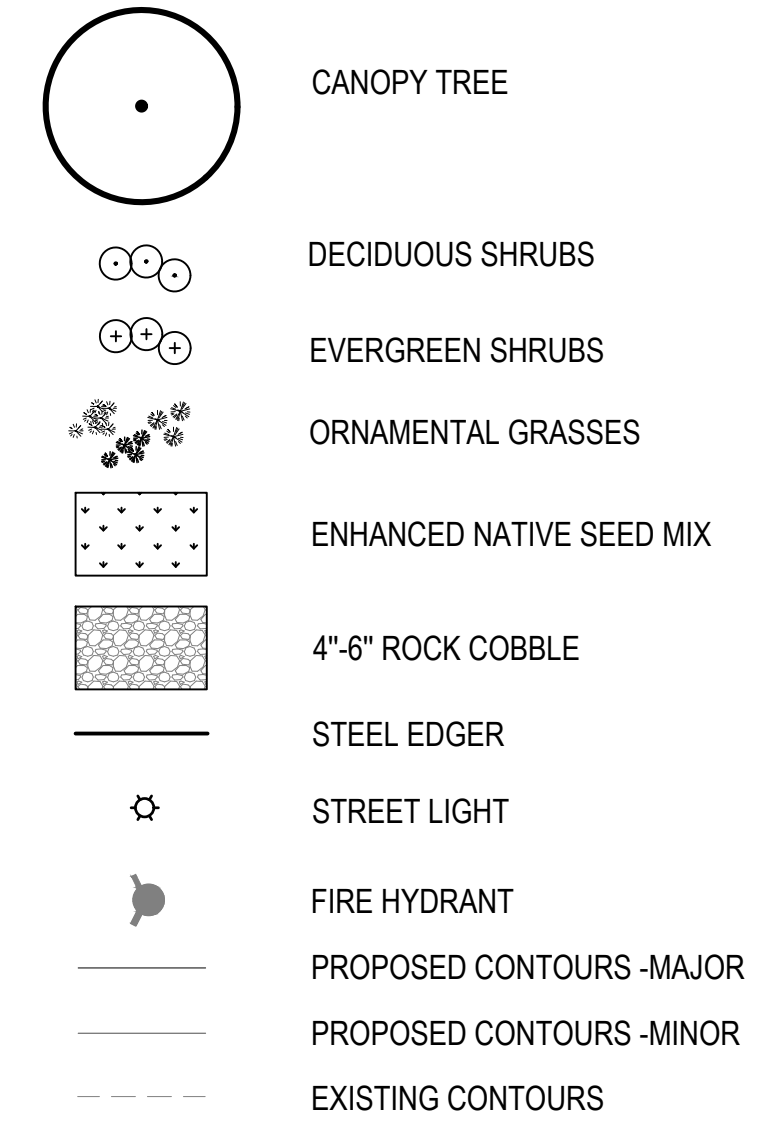 CANOPY TREE
DECIDUOUS SHRUBS
EVERGREEN SHRUBS
ORNAMENTAL GRASSES
ENHANCED NATIVE SEED MIX
4"-6" ROCK COBBLE
STEEL EDGER
STREET LIGHT
FIRE HYDRANT
PROPOSED CONTOURS -MAJOR
PROPOSED CONTOURS -MINOR
EXISTING CONTOURS